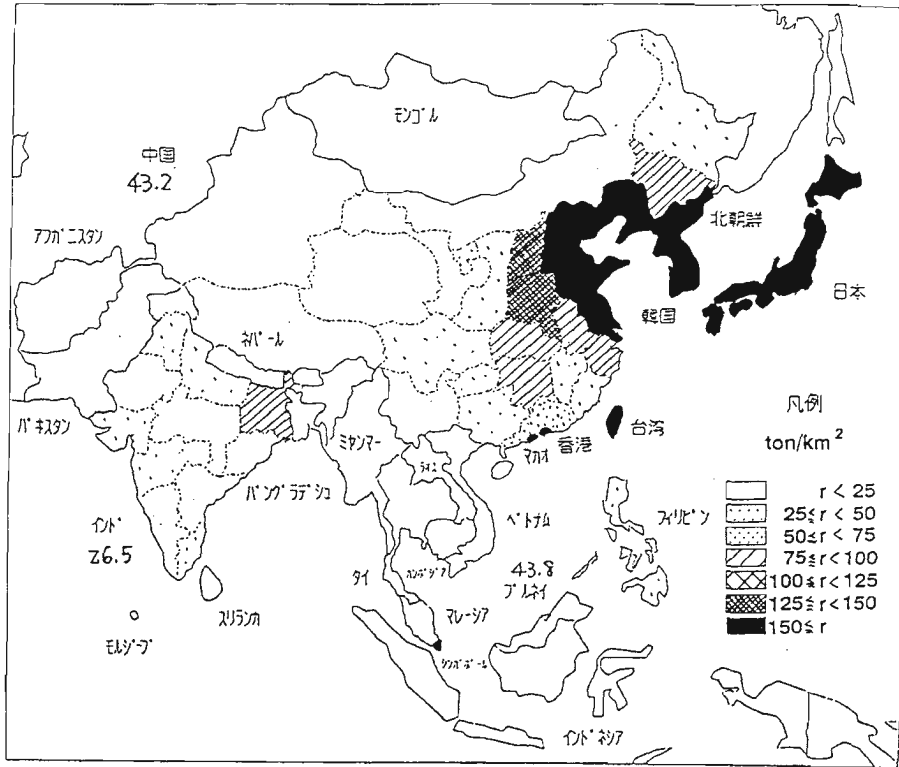 モンゴル
中国
43.2
アフガニスタン
北朝鮮
日本
韓国
ネパール
パキスタン
台湾
香港
マカオ
ミャンマー
ラオス
バングラデシュ
ベトナム
フィリピン
インド
26.5
カンボジア
タイ
43.8
ブルネイ
スリランカ
マレーシア
モルジーブ
シンガポール
インドネシア
凡例
ton/km²
r < 25
25≦r < 50
50≦r < 75
75≦r <100
100≦r<125
125≦r<150
150≦r